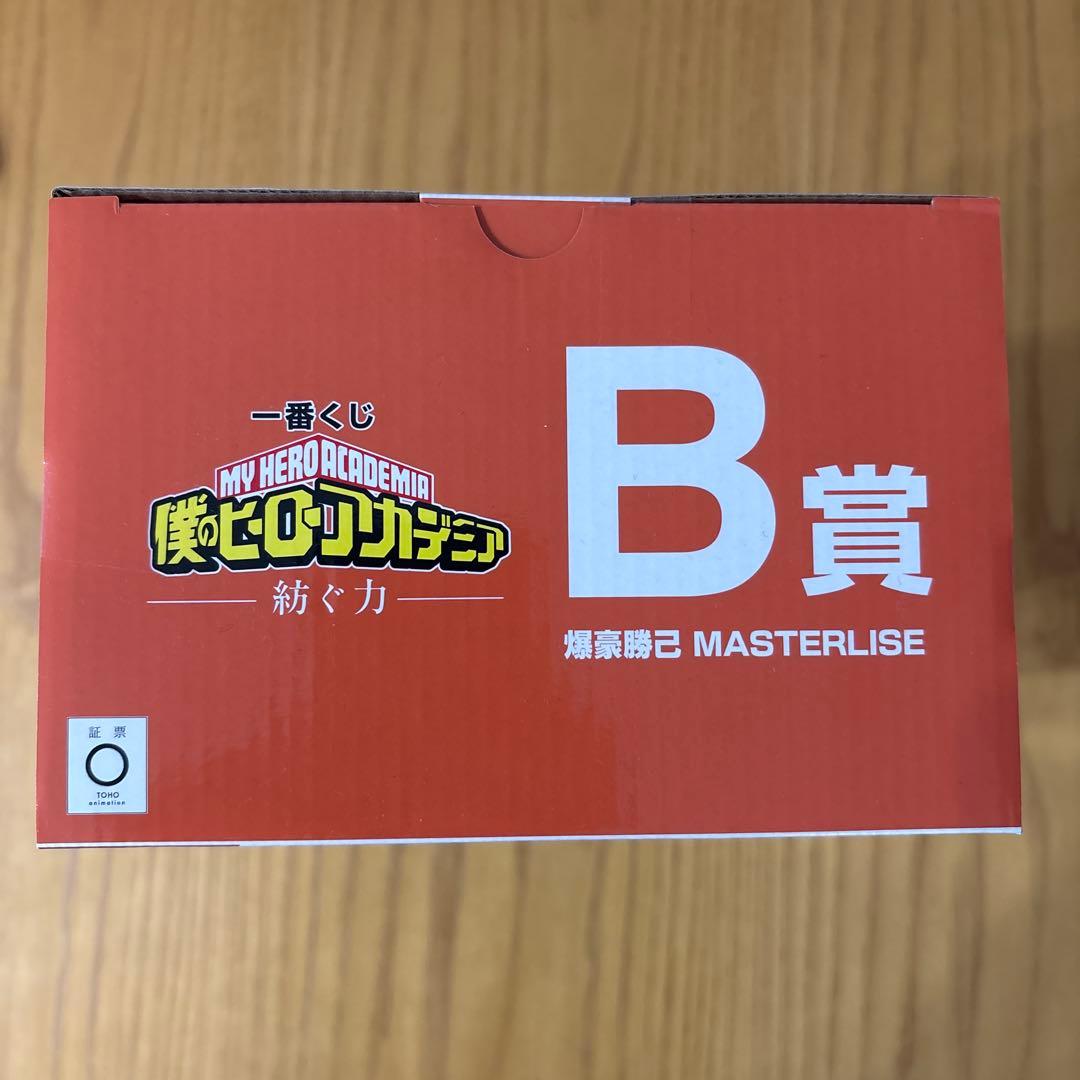 一番くじ
MY HERO ACADEMIA
僕のヒーローアカデミア
紡ぐ力
B賞
爆豪勝己 MASTERLISE
証票
TOHO
animation